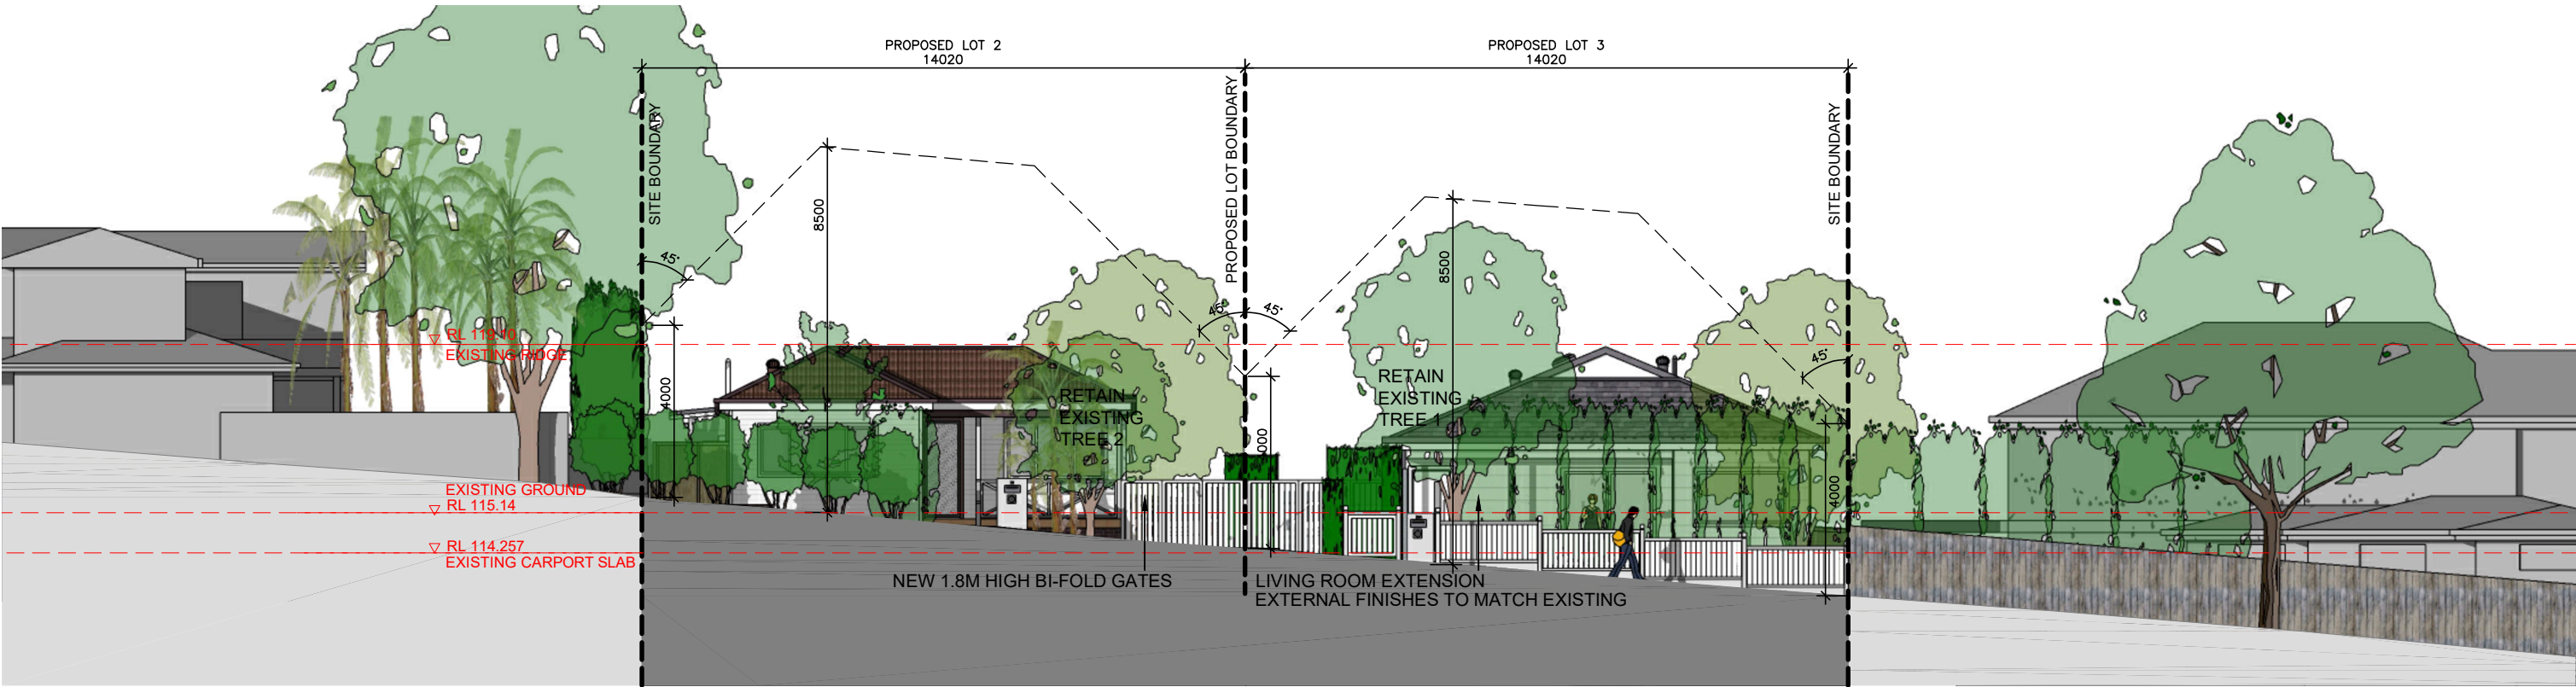 PROPOSED LOT 2
14020
PROPOSED LOT 3
14020
SITE BOUNDARY
PROPOSED LOT BOUNDARY
SITE BOUNDARY
8500
8500
45°
45°
45°
45°
RL 119.10
EXISTING RIDGE
4000
RETAIN
EXISTING
TREE 2
RETAIN
EXISTING
TREE 1
4000
EXISTING GROUND
RL 115.14
RL 114.257
EXISTING CARPORT SLAB
NEW 1.8M HIGH BI-FOLD GATES
LIVING ROOM EXTENSION
EXTERNAL FINISHES TO MATCH EXISTING